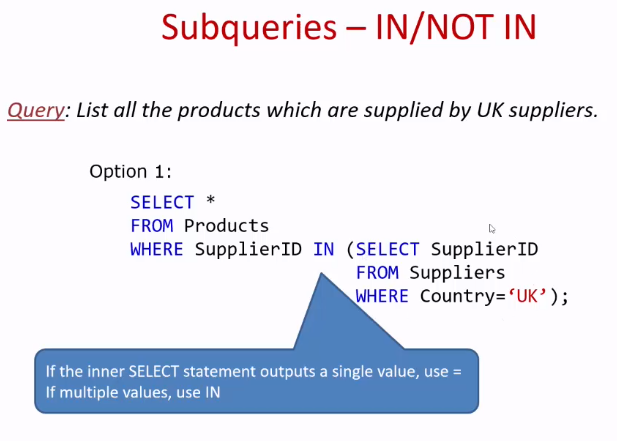 Subqueries – IN/NOT IN
Query: List all the products which are supplied by UK suppliers.
Option 1:
SELECT *
FROM Products
WHERE SupplierID IN (SELECT SupplierID
FROM Suppliers
WHERE Country=‘UK’);
If the inner SELECT statement outputs a single value, use =
If multiple values, use IN